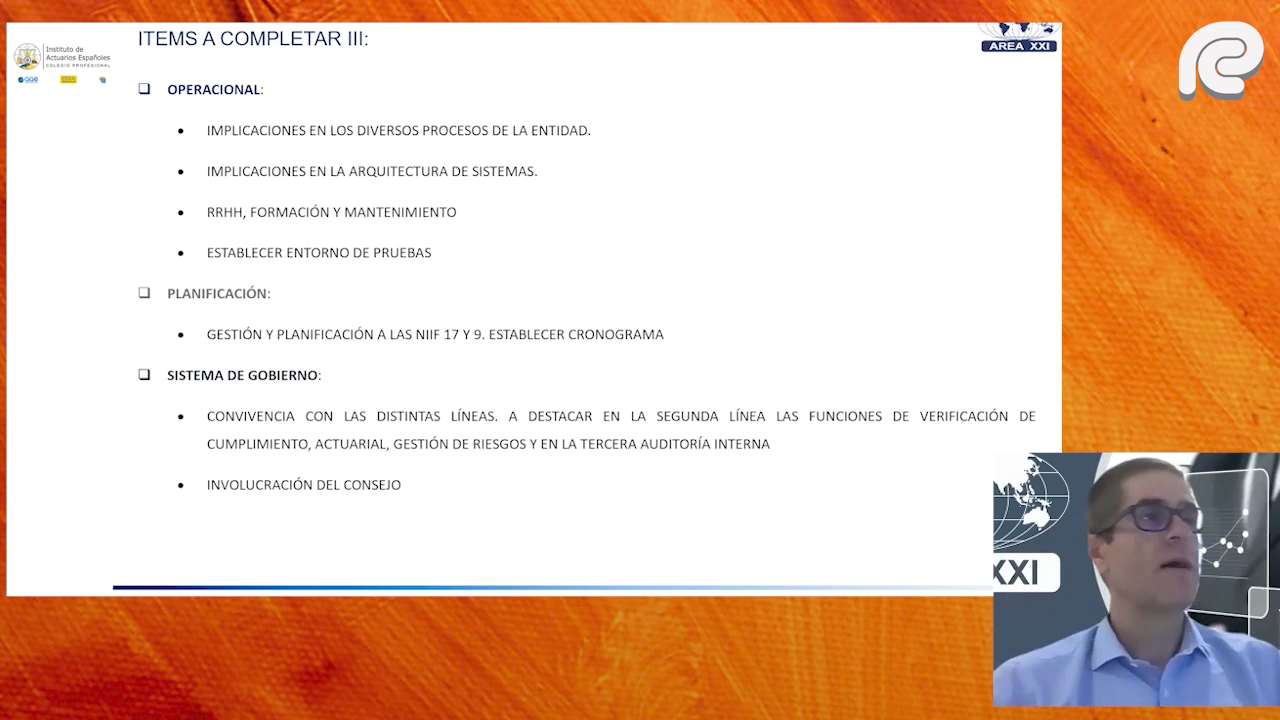 ITEMS A COMPLETAR III:
Instituto de
Actuarios Españoles
COLEGIO PROFESIONAL
AREA XXI
OPERACIONAL:
IMPLICACIONES EN LOS DIVERSOS PROCESOS DE LA ENTIDAD.
IMPLICACIONES EN LA ARQUITECTURA DE SISTEMAS.
RRHH, FORMACIÓN Y MANTENIMIENTO
ESTABLECER ENTORNO DE PRUEBAS
PLANIFICACIÓN:
GESTIÓN Y PLANIFICACIÓN A LAS NIIF 17 Y 9. ESTABLECER CRONOGRAMA
SISTEMA DE GOBIERNO:
CONVIVENCIA CON LAS DISTINTAS LÍNEAS. A DESTACAR EN LA SEGUNDA LÍNEA LAS FUNCIONES DE VERIFICACIÓN DE
CUMPLIMIENTO, ACTUARIAL, GESTIÓN DE RIESGOS Y EN LA TERCERA AUDITORÍA INTERNA
INVOLUCRACIÓN DEL CONSEJO
XXI